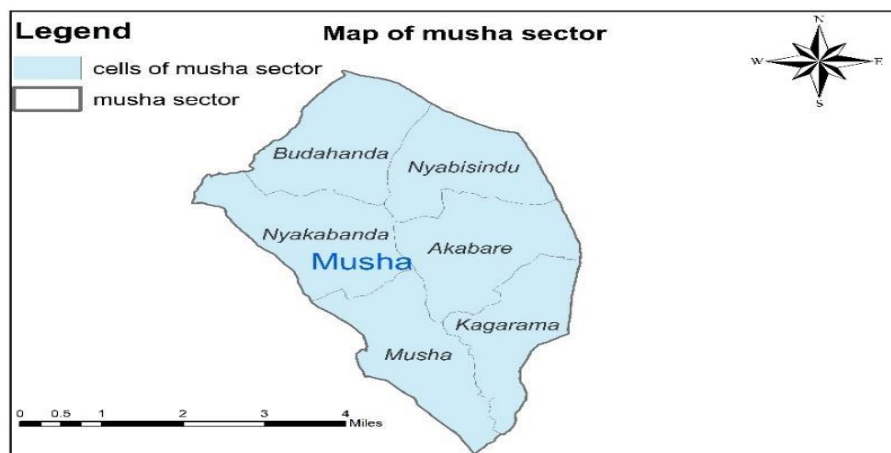 Legend
Map of musha sector
cells of musha sector
musha sector
N
W
E
S
Budahanda
Nyabisindu
Nyakabanda
Akabare
Musha
Kagarama
Musha
0 0.5 1 2 3 4
Miles